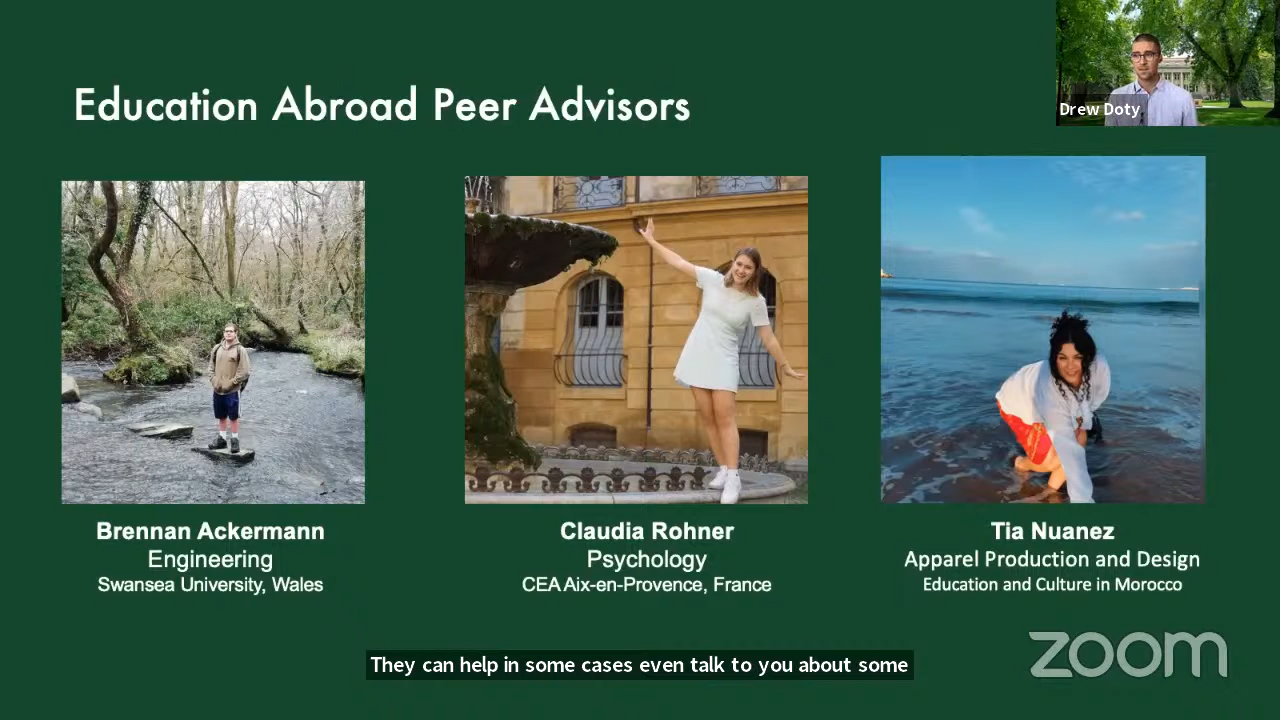 Education Abroad Peer Advisors
Drew Doty
Brennan Ackermann
Engineering
Swansea University, Wales
Claudia Rohner
Psychology
CEA Aix-en-Provence, France
Tia Nuanez
Apparel Production and Design
Education and Culture in Morocco
They can help in some cases even talk to you about some
zoom